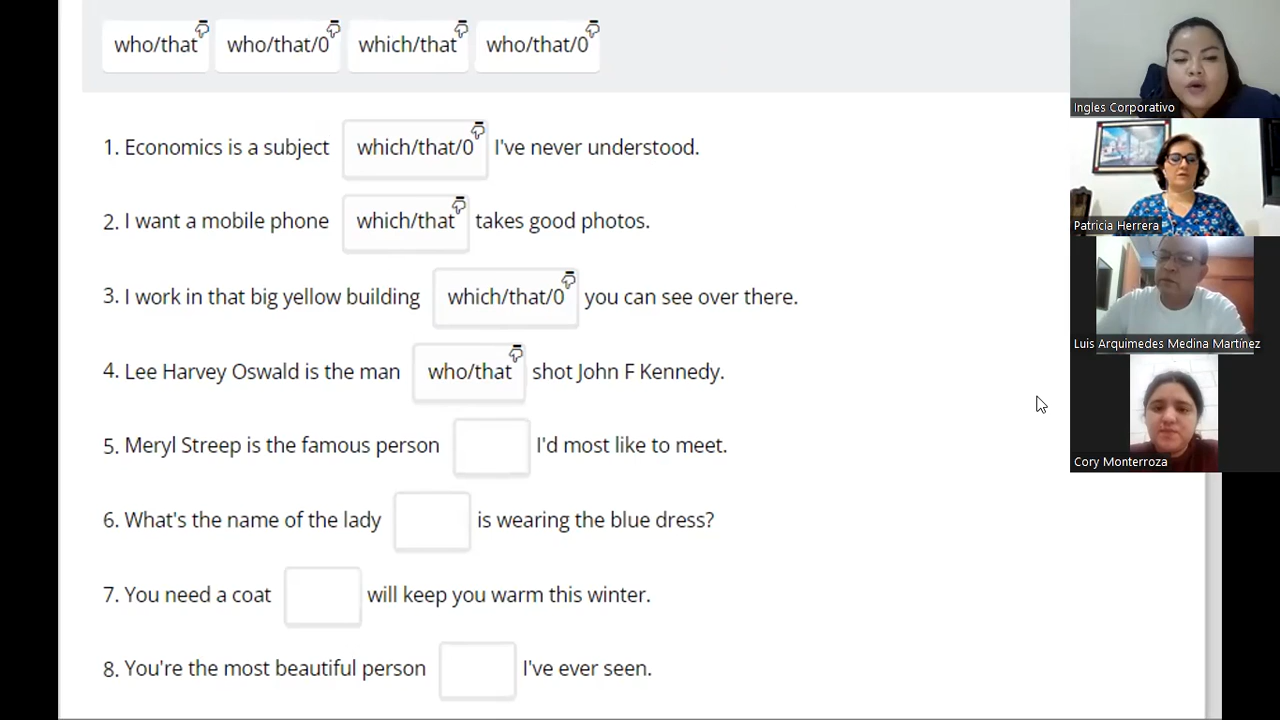 who/that who/that/0 which/that who/that/0
1. Economics is a subject which/that/0 I've never understood.
2. I want a mobile phone which/that takes good photos.
3. I work in that big yellow building which/that/0 you can see over there.
4. Lee Harvey Oswald is the man who/that shot John F Kennedy.
5. Meryl Streep is the famous person I'd most like to meet.
6. What's the name of the lady is wearing the blue dress?
7. You need a coat will keep you warm this winter.
8. You're the most beautiful person I've ever seen.
Ingles Corporativo
Patricia Herrera
Luis Arquimedes Medina Martínez
Cory Monterroza